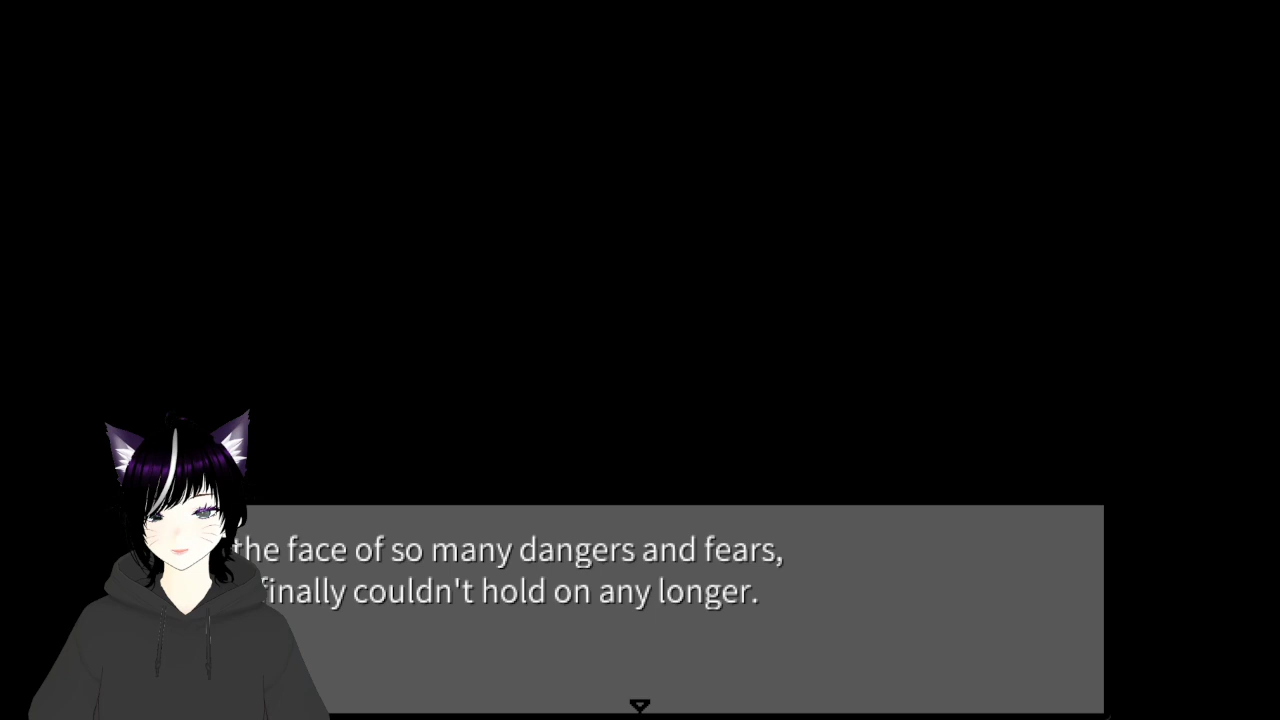 the face of so many dangers and fears,
finally couldn't hold on any longer.